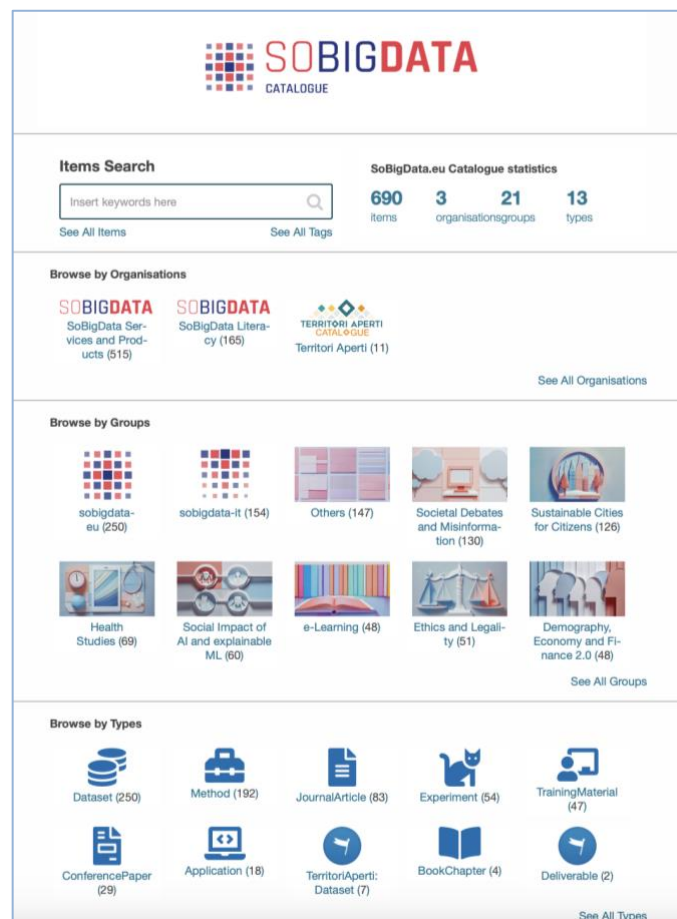 SOBIGDATA
CATALOGUE
Items Search
Insert keywords here
See All Items
See All Tags
SoBigData.eu Catalogue statistics
690 3 21 13
items organisationsgroups types
Browse by Organisations
SOBIGDATA
SoBigData Ser-
vices and Prod-
ucts (515)
SOBIGDATA
SoBigData Litera-
cy (165)
TERRITORI APERTI
CATALOGUE
Territori Aperti (11)
See All Organisations
Browse by Groups
sobigdata-
eu (250)
sobigdata-it (154)
Others (147)
Societal Debates
and Misinforma-
tion (130)
Sustainable Cities
for Citizens (126)
Health
Studies (69)
Social Impact of
AI and explainable
ML (60)
e-Learning (48)
Ethics and Legali-
ty (51)
Demography,
Economy and Fi-
nance 2.0 (48)
See All Groups
Browse by Types
Dataset (250)
Method (192)
JournalArticle (83)
Experiment (54)
TrainingMaterial
(47)
ConferencePaper
(29)
Application (18)
TerritoriAperti:
Dataset (7)
BookChapter (4)
Deliverable (2)
See All Types